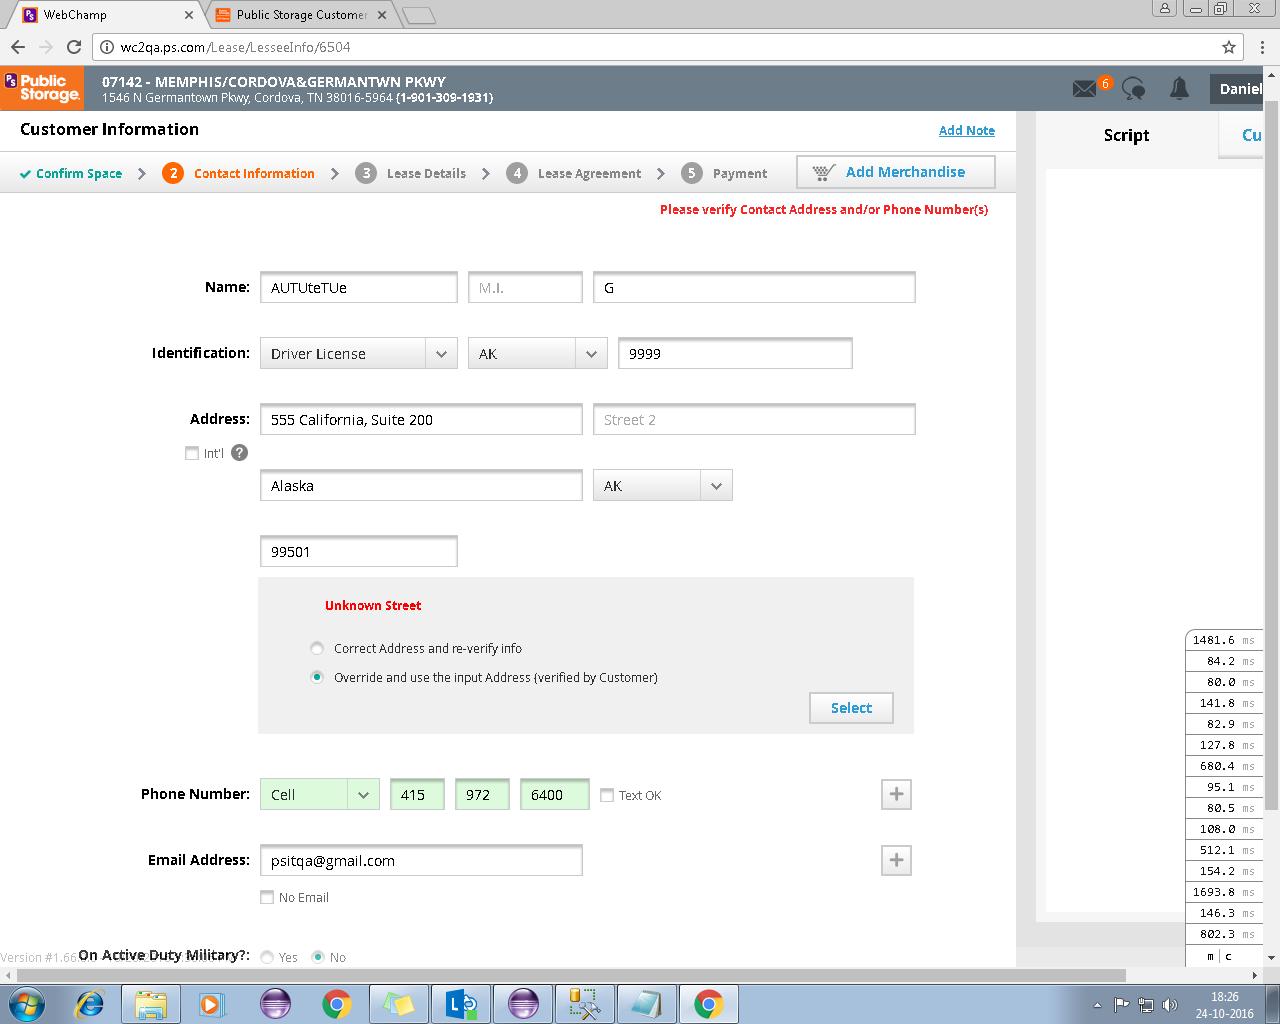 WebChamp
Public Storage Customer
wc2qa.ps.com/Lease/LesseeInfo/6504
PS Public Storage.
07142 - MEMPHIS/CORDOVA&GERMANTWN PKWY
1546 N Germantown Pkwy, Cordova, TN 38016-5964 (1-901-309-1931)
6
Daniel
Customer Information
Add Note
Script
Cu
Confirm Space
2 Contact Information
3 Lease Details
4 Lease Agreement
5 Payment
Add Merchandise
Please verify Contact Address and/or Phone Number(s)
Name: AUTUteTUe M.I. G
Identification: Driver License AK 9999
Address: 555 California, Suite 200 Street 2
Int'l ?
Alaska AK
99501
Unknown Street
Correct Address and re-verify info
Override and use the input Address (verified by Customer)
Select
Phone Number: Cell 415 972 6400 Text OK +
Email Address: psitqa@gmail.com +
No Email
On Active Duty Military?: Yes No
Version #1.66
1481.6 ms
84.2 ms
80.0 ms
141.8 ms
82.9 ms
127.8 ms
680.4 ms
95.1 ms
80.5 ms
108.0 ms
512.1 ms
154.2 ms
1693.8 ms
146.3 ms
802.3 ms
m | c
18:26
24-10-2016